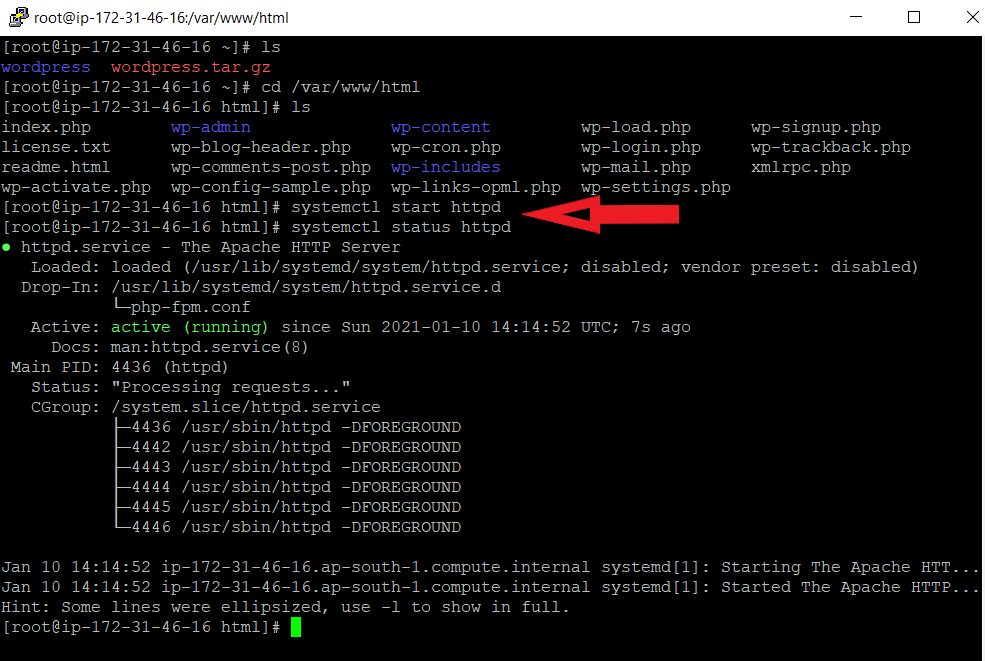 root@ip-172-31-46-16:/var/www/html
[root@ip-172-31-46-16 ~]# ls
wordpress  wordpress.tar.gz
[root@ip-172-31-46-16 ~]# cd /var/www/html
[root@ip-172-31-46-16 html]# ls
index.php        wp-admin              wp-content         wp-load.php      wp-signup.php
license.txt      wp-blog-header.php    wp-cron.php        wp-login.php     wp-trackback.php
readme.html      wp-comments-post.php  wp-includes        wp-mail.php      xmlrpc.php
wp-activate.php  wp-config-sample.php  wp-links-opml.php  wp-settings.php
[root@ip-172-31-46-16 html]# systemctl start httpd
[root@ip-172-31-46-16 html]# systemctl status httpd
● httpd.service - The Apache HTTP Server
   Loaded: loaded (/usr/lib/systemd/system/httpd.service; disabled; vendor preset: disabled)
  Drop-In: /usr/lib/systemd/system/httpd.service.d
           └─php-fpm.conf
   Active: active (running) since Sun 2021-01-10 14:14:52 UTC; 7s ago
     Docs: man:httpd.service(8)
 Main PID: 4436 (httpd)
   Status: "Processing requests..."
   CGroup: /system.slice/httpd.service
           ├─4436 /usr/sbin/httpd -DFOREGROUND
           ├─4442 /usr/sbin/httpd -DFOREGROUND
           ├─4443 /usr/sbin/httpd -DFOREGROUND
           ├─4444 /usr/sbin/httpd -DFOREGROUND
           ├─4445 /usr/sbin/httpd -DFOREGROUND
           └─4446 /usr/sbin/httpd -DFOREGROUND
Jan 10 14:14:52 ip-172-31-46-16.ap-south-1.compute.internal systemd[1]: Starting The Apache HTT...
Jan 10 14:14:52 ip-172-31-46-16.ap-south-1.compute.internal systemd[1]: Started The Apache HTTP...
Hint: Some lines were ellipsized, use -l to show in full.
[root@ip-172-31-46-16 html]#